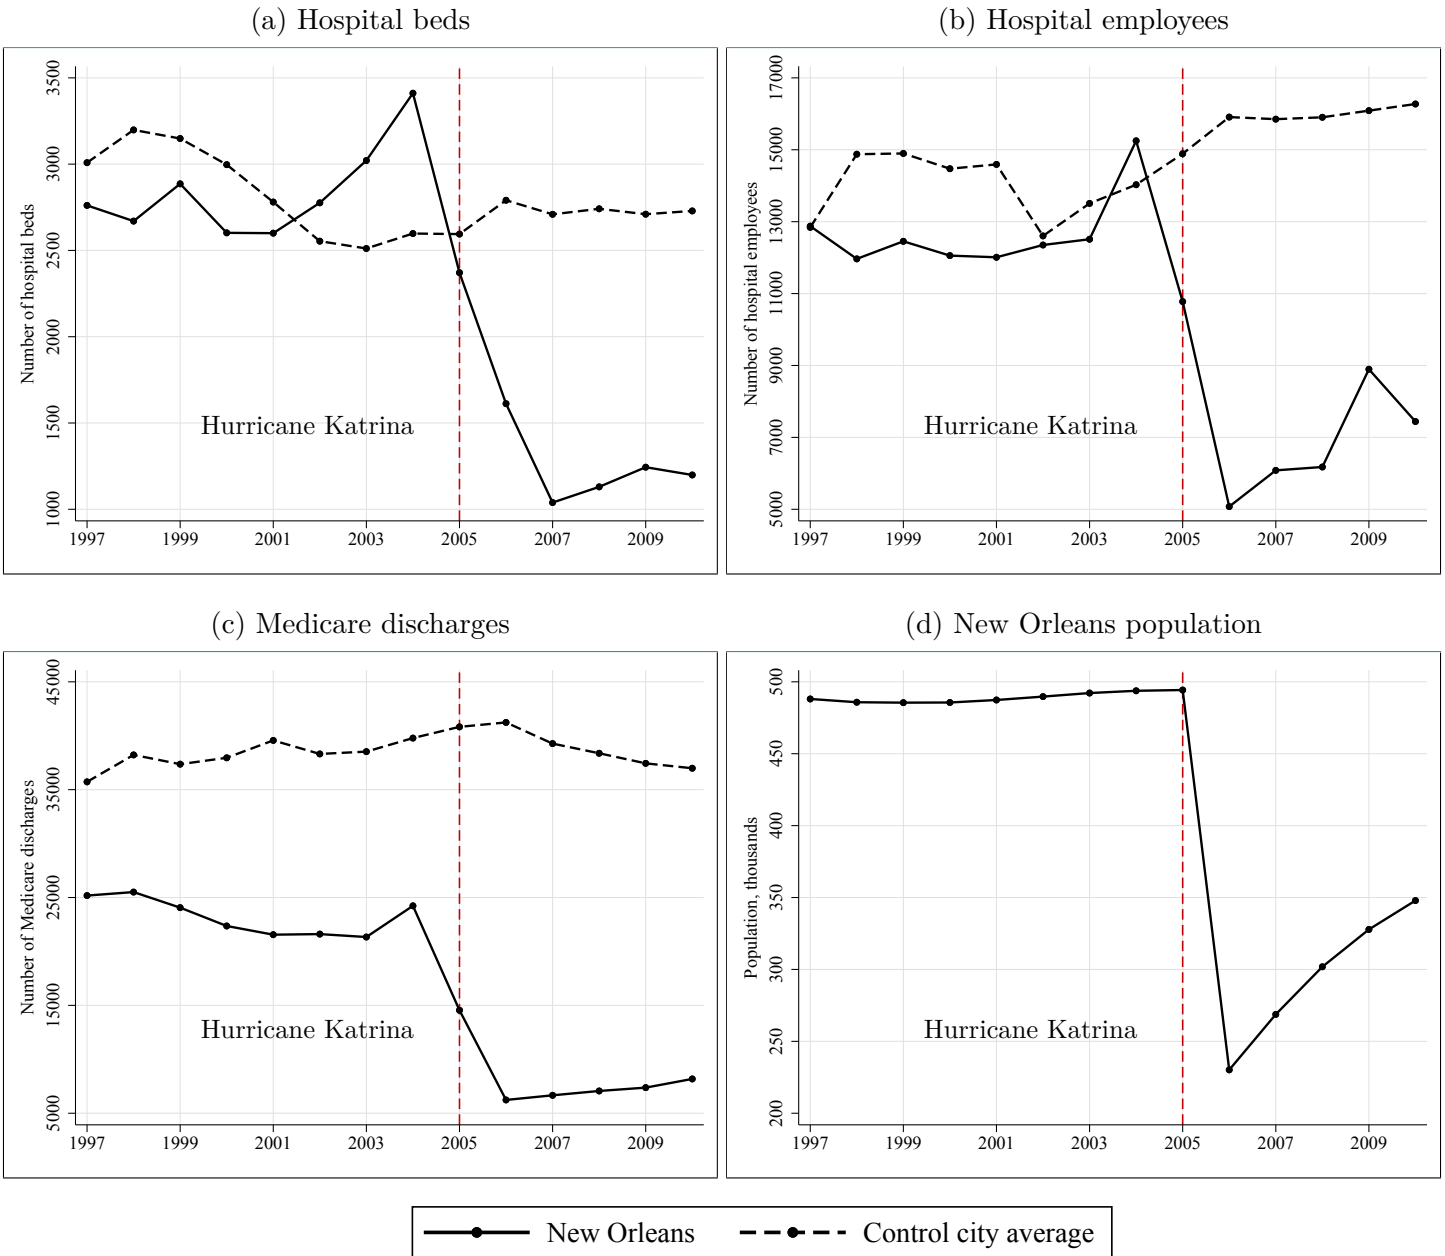 (a) Hospital beds
Number of hospital beds
3500
3000
2500
2000
1500
1000
Hurricane Katrina
1997 1999 2001 2003 2005 2007 2009
(b) Hospital employees
Number of hospital employees
17000
15000
13000
11000
9000
7000
5000
Hurricane Katrina
1997 1999 2001 2003 2005 2007 2009
(c) Medicare discharges
Number of Medicare discharges
45000
35000
25000
15000
5000
Hurricane Katrina
1997 1999 2001 2003 2005 2007 2009
(d) New Orleans population
Population, thousands
500
450
400
350
300
250
200
Hurricane Katrina
1997 1999 2001 2003 2005 2007 2009
New Orleans Control city average